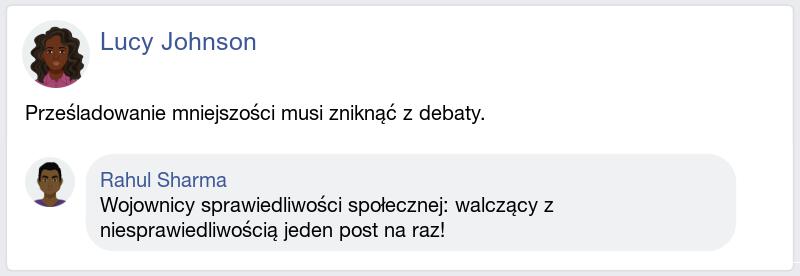 Lucy Johnson
Prześladowanie mniejszości musi zniknąć z debaty.
Rahul Sharma
Wojownicy sprawiedliwości społecznej: walczący z
niesprawiedliwością jeden post na raz!